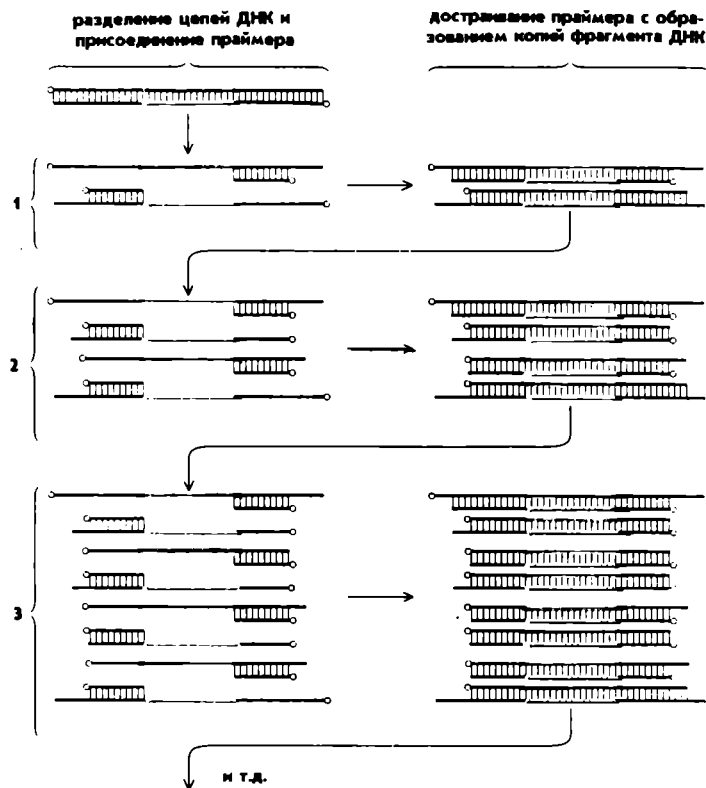 разделение цепей ДНК и
присоединение праймера
достраивание праймера с обра-
зованием копий фрагмента ДНК
1
2
3
и т.д.